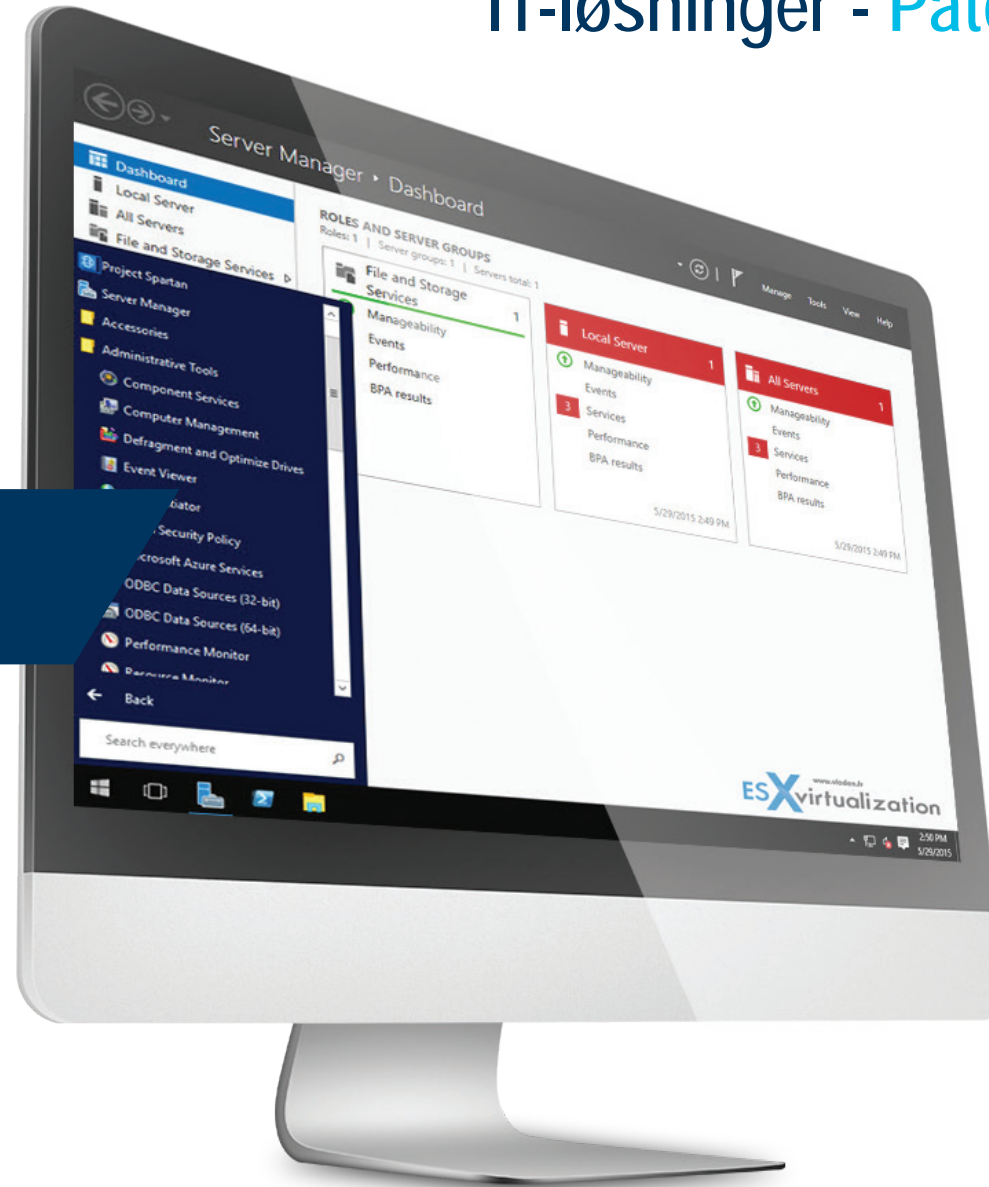 IT-løsninger -
Server Manager ‣ Dashboard
Manage Tools View Help
Dashboard
Local Server
All Servers
File and Storage Services
Project Spartan
Server Manager
Accessories
Administrative Tools
Component Services
Computer Management
Defragment and Optimize Drives
Event Viewer
Security Policy
Azure Services
ODBC Data Sources (32-bit)
ODBC Data Sources (64-bit)
Performance Monitor
Resource Monitor
Back
Search everywhere
ROLES AND SERVER GROUPS
Roles: 1 | Server groups: 1 | Servers total: 1
File and Storage
Services 1
Manageability
Events
Performance
BPA results
Local Server 1
Manageability
Events
3 Services
Performance
BPA results
5/29/2015 2:49 PM
All Servers 1
Manageability
Events
3 Services
Performance
BPA results
5/29/2015 2:49 PM
www.vladan.fr
ESXvirtualization
2:50 PM
5/29/2015